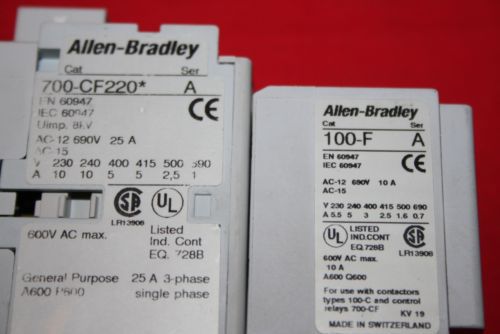 Allen-Bradley
Cat Ser
700-CF220* A
EN 60947
IEC 60947
Uimp. 8kV
AC-12 690V 25 A
AC-15
V 230 240 400 415 500 690
A 10 10 5 5 2,5 1
LR13908
600V AC max.
LISTED
Ind. Cont
EQ. 728B
General Purpose 25 A 3-phase
A600 P600 single phase
Allen-Bradley
Cat Ser
100-F A
EN 60947
IEC 60947
AC-12 690V 10 A
AC-15
V 230 240 400 415 500 690
A 5.5 5 3 2.5 1.6 0.7
LISTED
IND.CONT
EQ.728B
LR13908
600V AC max.
10 A
A600 Q600
For use with contactors
types 100-C and control
relays 700-CF KV 19
MADE IN SWITZERLAND